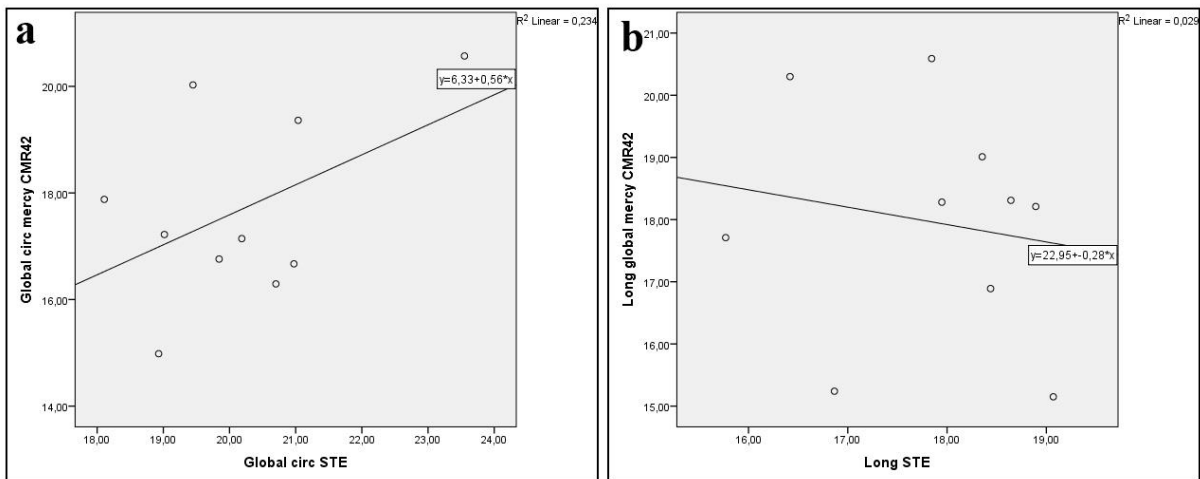 a
R² Linear = 0,234
y=6,33+0,56*x
Global circ mercy CMR42
20,00
18,00
16,00
14,00
18,00 19,00 20,00 21,00 22,00 23,00 24,00
Global circ STE
b
R² Linear = 0,029
y=22,95+-0,28*x
Long global mercy CMR42
21,00
20,00
19,00
18,00
17,00
16,00
15,00
16,00 17,00 18,00 19,00
Long STE